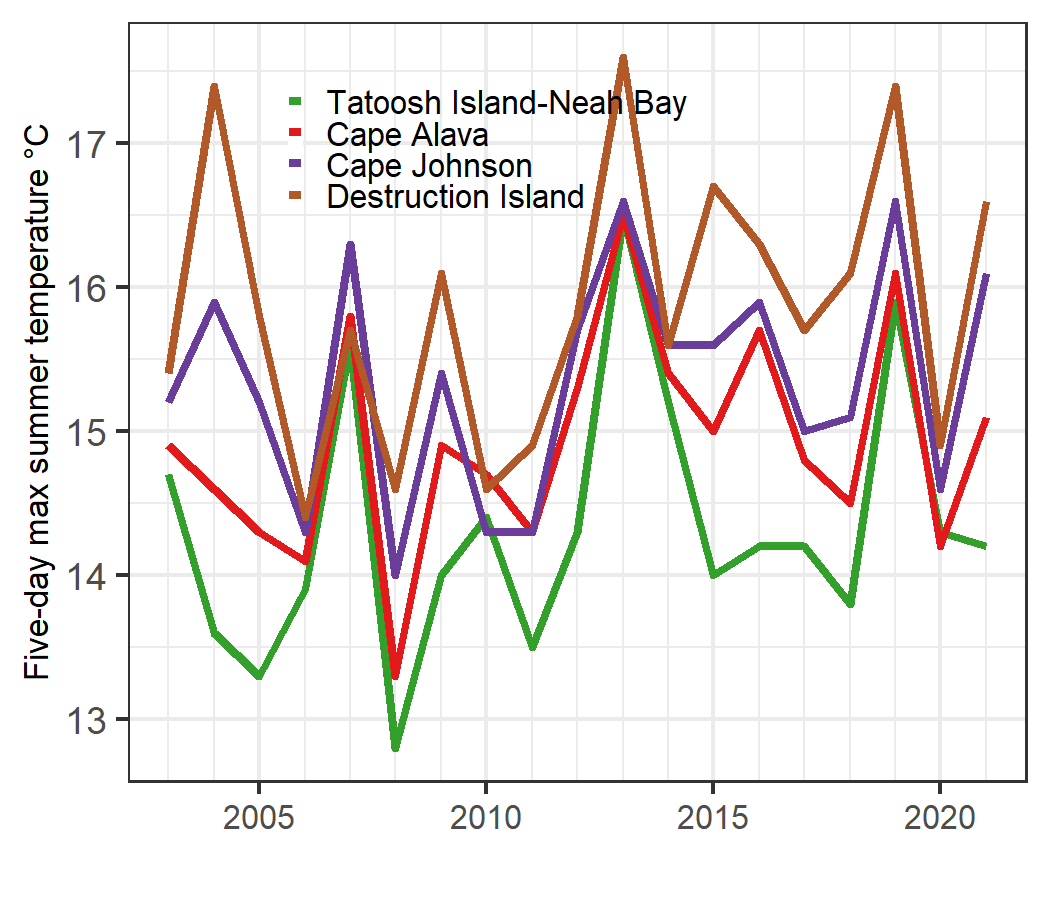 Five-day max summer temperature °C
Tatoosh Island-Neah Bay
Cape Alava
Cape Johnson
Destruction Island
17
16
15
14
13
2005 2010 2015 2020